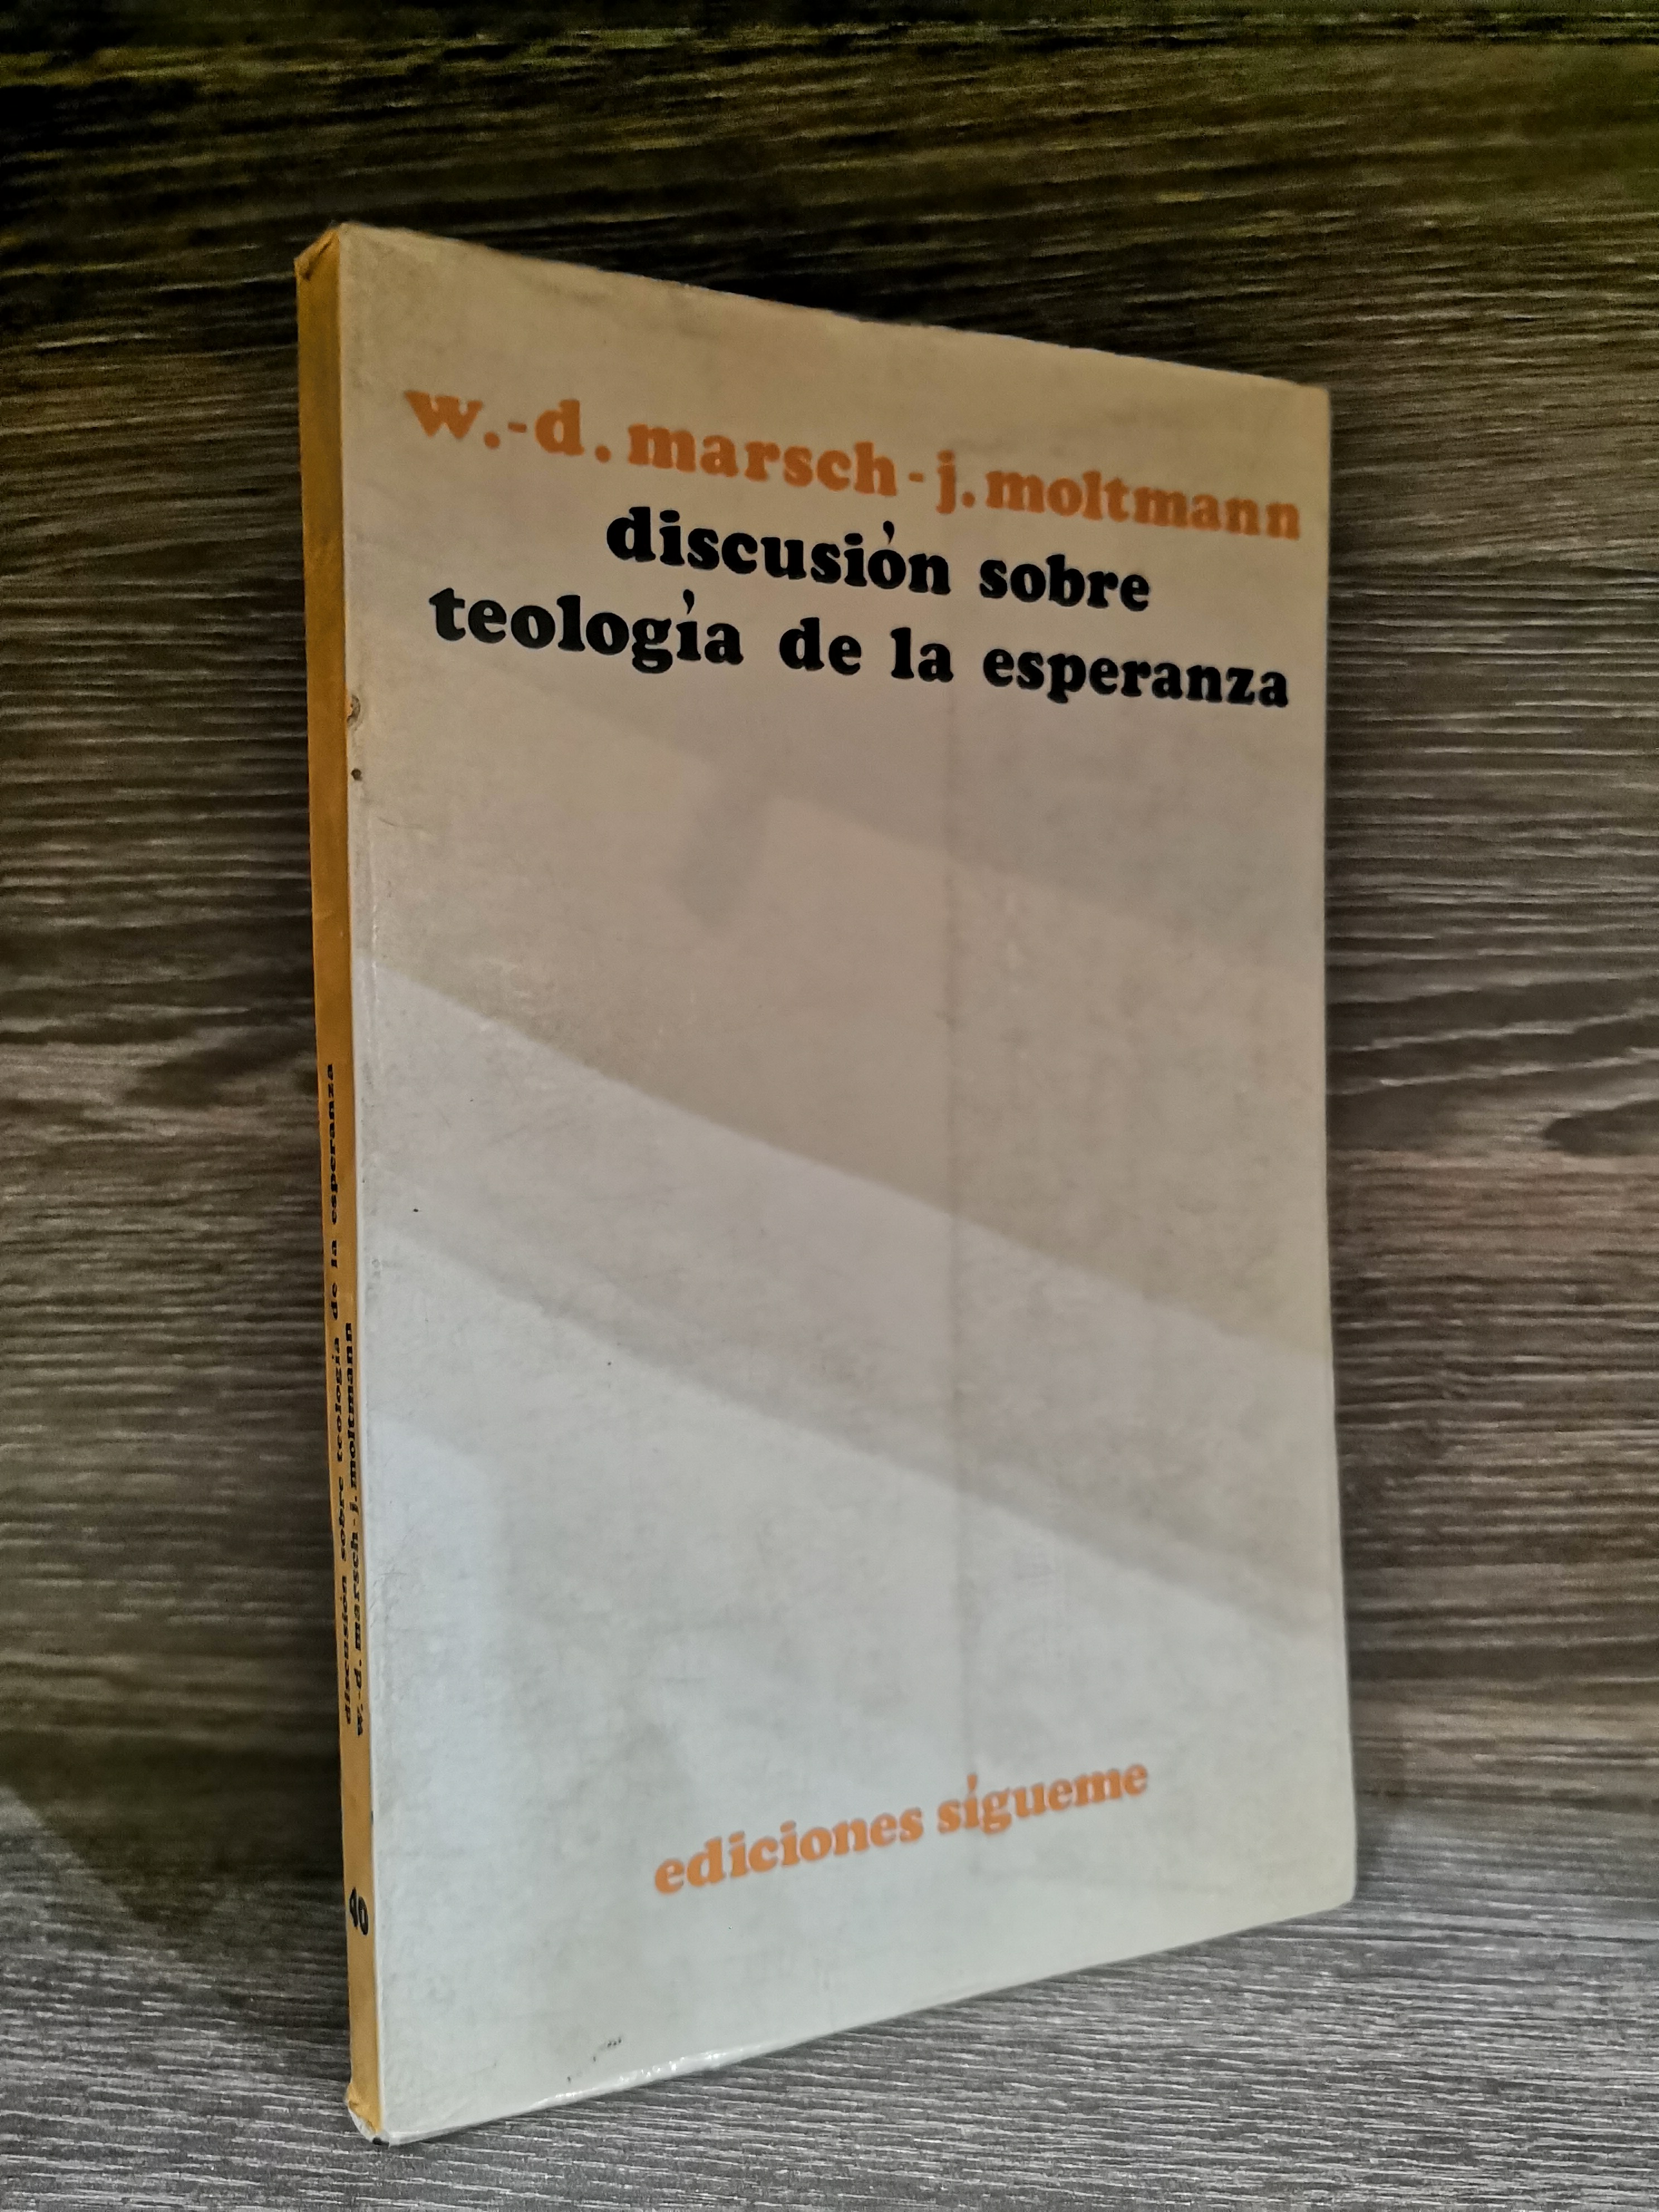 w.-d. marsch - j. moltmann
discusión sobre
teología de la esperanza
ediciones sígueme
discusión sobre teología de la esperanza
w.-d. marsch - j. moltmann
40